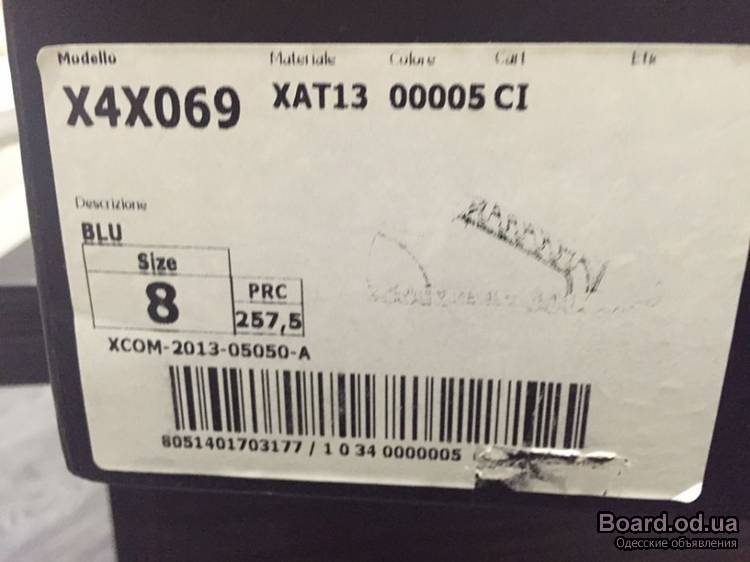 Modello Materiale Colore Cart
X4X069 XAT13 00005 CI
Descrizione
BLU
Size
8
PRC
257,5
XCOM-2013-05050-A
8051401703177 / 1 0 34 0000005
Board.od.ua
Одесские объявления